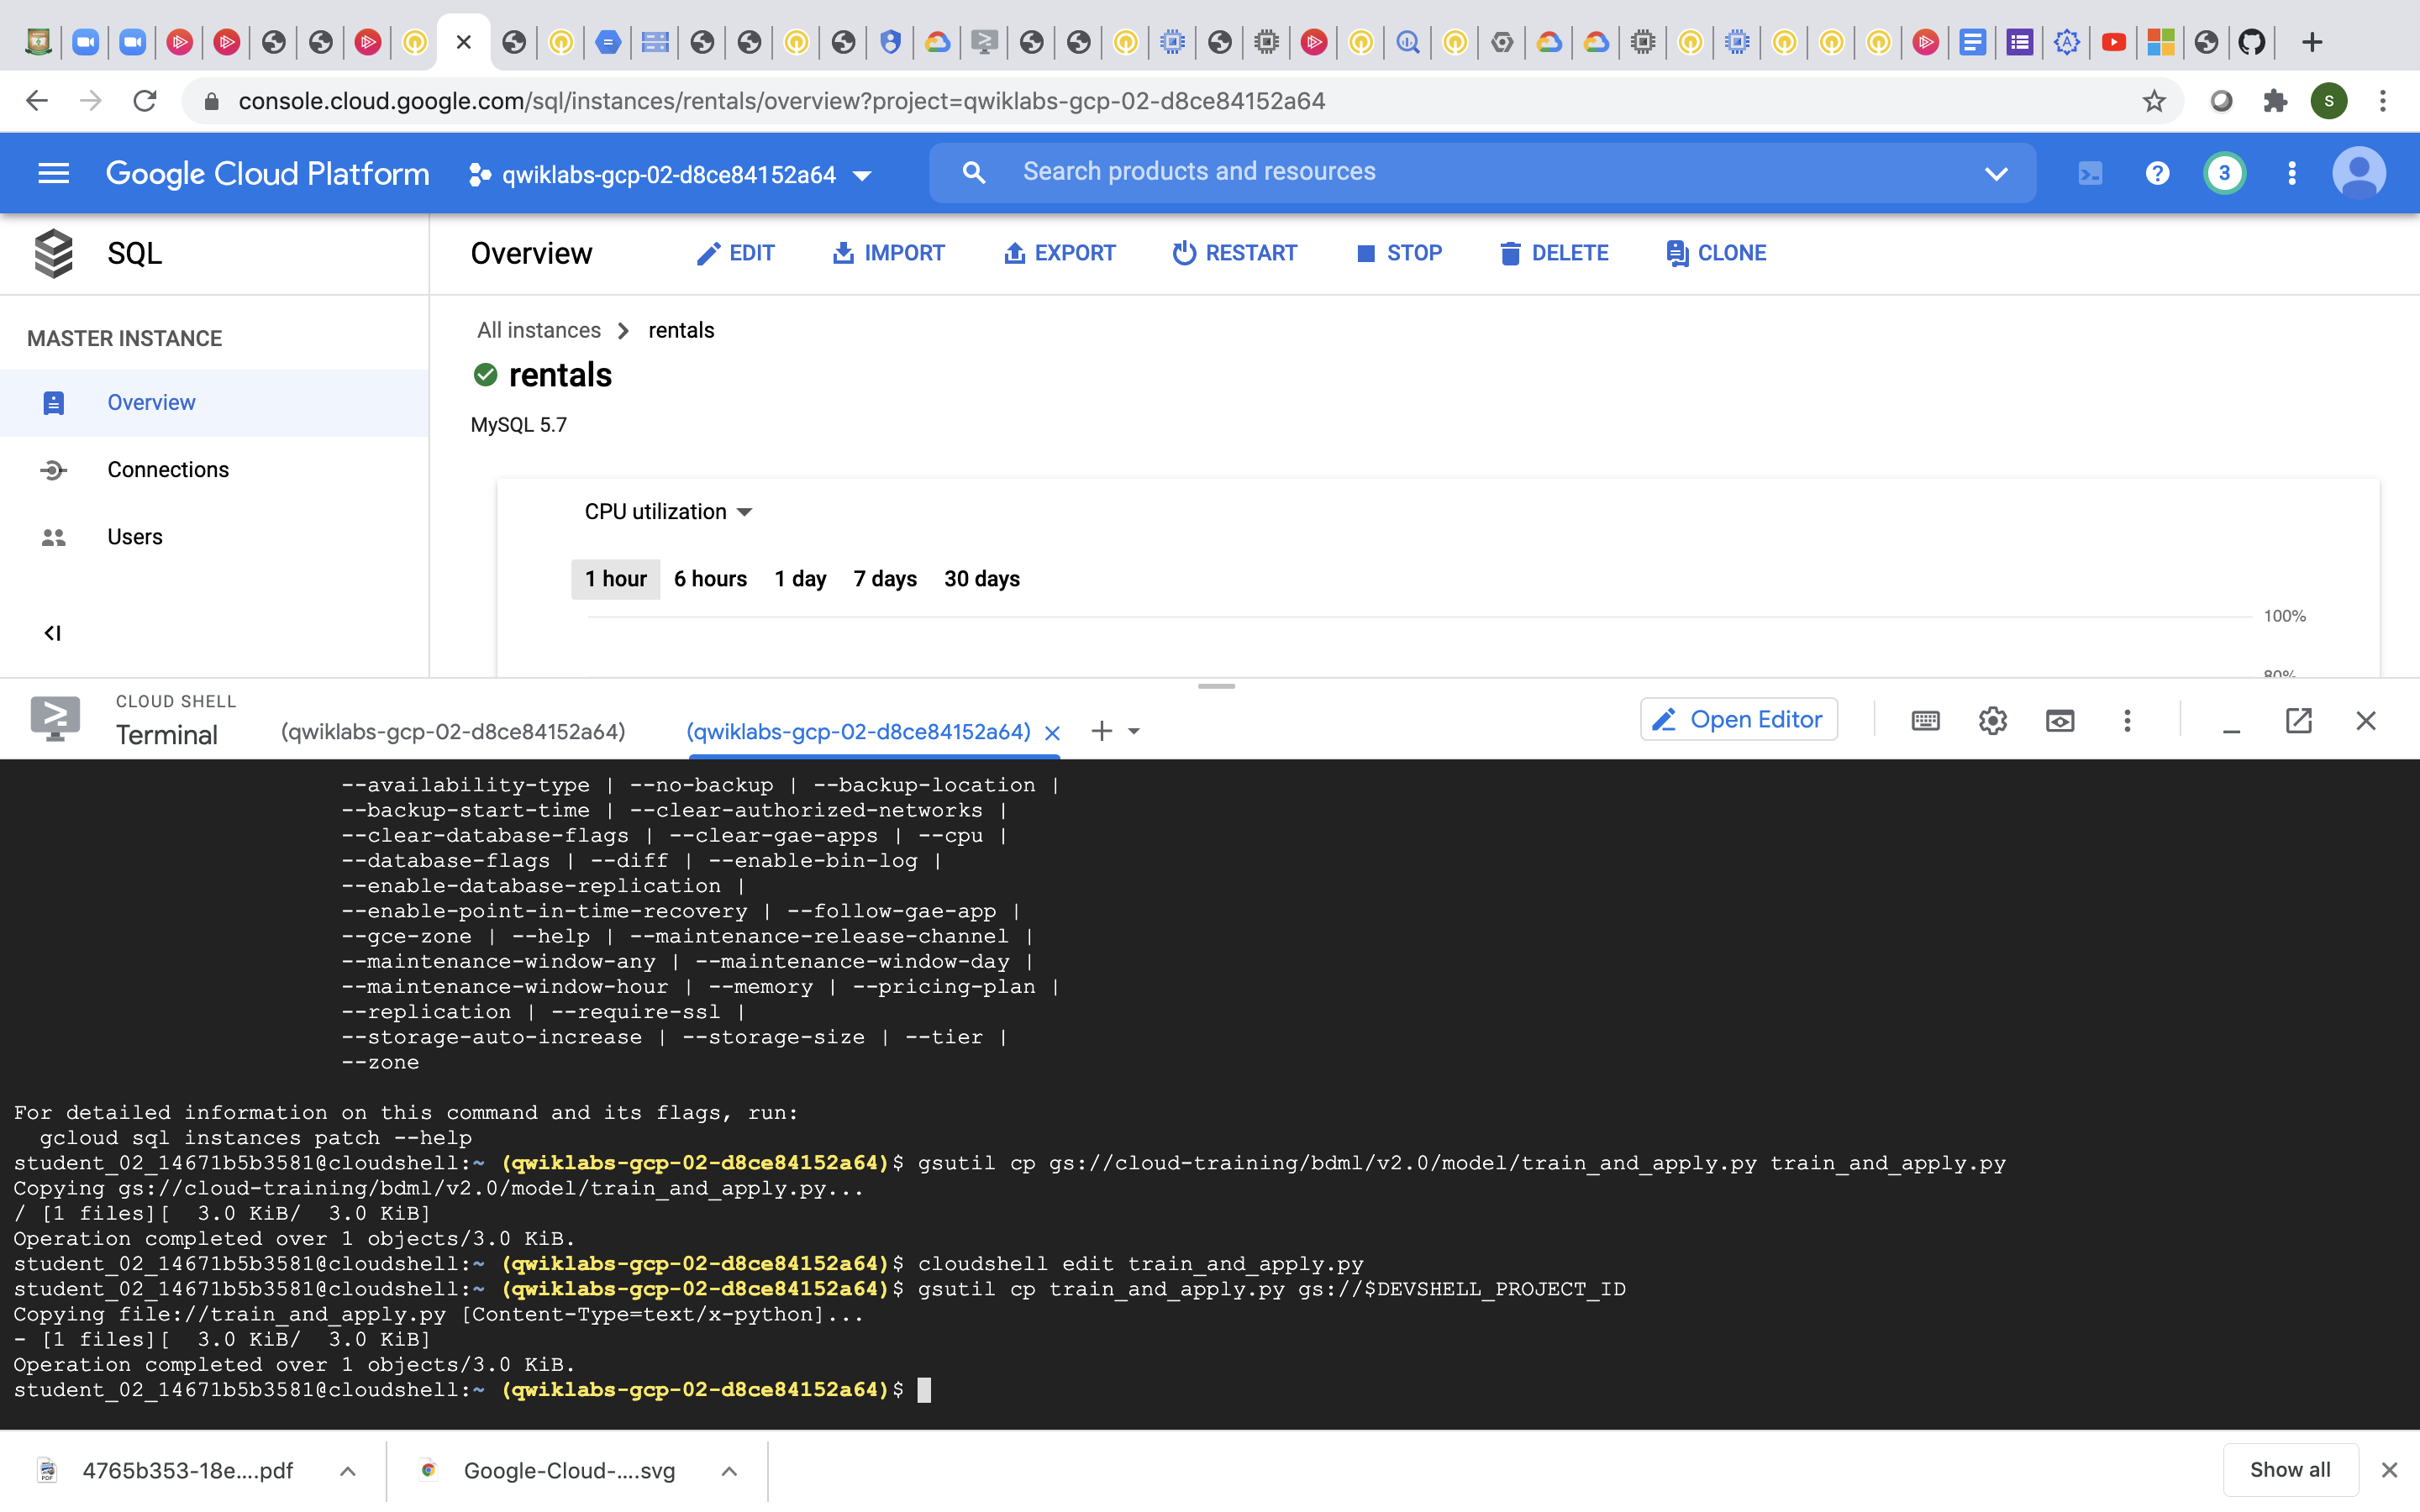 console.cloud.google.com/sql/instances/rentals/overview?project=qwiklabs-gcp-02-d8ce84152a64
S
Google Cloud Platform
qwiklabs-gcp-02-d8ce84152a64
Search products and resources
3
SQL
Overview
EDIT
IMPORT
EXPORT
RESTART
STOP
DELETE
CLONE
MASTER INSTANCE
Overview
Connections
Users
All instances
rentals
rentals
MySQL 5.7
CPU utilization
1 hour
6 hours
1 day
7 days
30 days
100%
80%
CLOUD SHELL
Terminal
(qwiklabs-gcp-02-d8ce84152a64)
(qwiklabs-gcp-02-d8ce84152a64)
Open Editor
--availability-type | --no-backup | --backup-location |
--backup-start-time | --clear-authorized-networks |
--clear-database-flags | --clear-gae-apps | --cpu |
--database-flags | --diff | --enable-bin-log |
--enable-database-replication |
--enable-point-in-time-recovery | --follow-gae-app |
--gce-zone | --help | --maintenance-release-channel |
--maintenance-window-any | --maintenance-window-day |
--maintenance-window-hour | --memory | --pricing-plan |
--replication | --require-ssl |
--storage-auto-increase | --storage-size | --tier |
--zone
For detailed information on this command and its flags, run:
gcloud sql instances patch --help
student_02_14671b5b3581@cloudshell:~ (qwiklabs-gcp-02-d8ce84152a64)$ gsutil cp gs://cloud-training/bdml/v2.0/model/train_and_apply.py train_and_apply.py
Copying gs://cloud-training/bdml/v2.0/model/train_and_apply.py...
/ [1 files][  3.0 KiB/  3.0 KiB]
Operation completed over 1 objects/3.0 KiB.
student_02_14671b5b3581@cloudshell:~ (qwiklabs-gcp-02-d8ce84152a64)$ cloudshell edit train_and_apply.py
student_02_14671b5b3581@cloudshell:~ (qwiklabs-gcp-02-d8ce84152a64)$ gsutil cp train_and_apply.py gs://$DEVSHELL_PROJECT_ID
Copying file://train_and_apply.py [Content-Type=text/x-python]...
- [1 files][  3.0 KiB/  3.0 KiB]
Operation completed over 1 objects/3.0 KiB.
student_02_14671b5b3581@cloudshell:~ (qwiklabs-gcp-02-d8ce84152a64)$
4765b353-18e....pdf
Google-Cloud-....svg
Show all